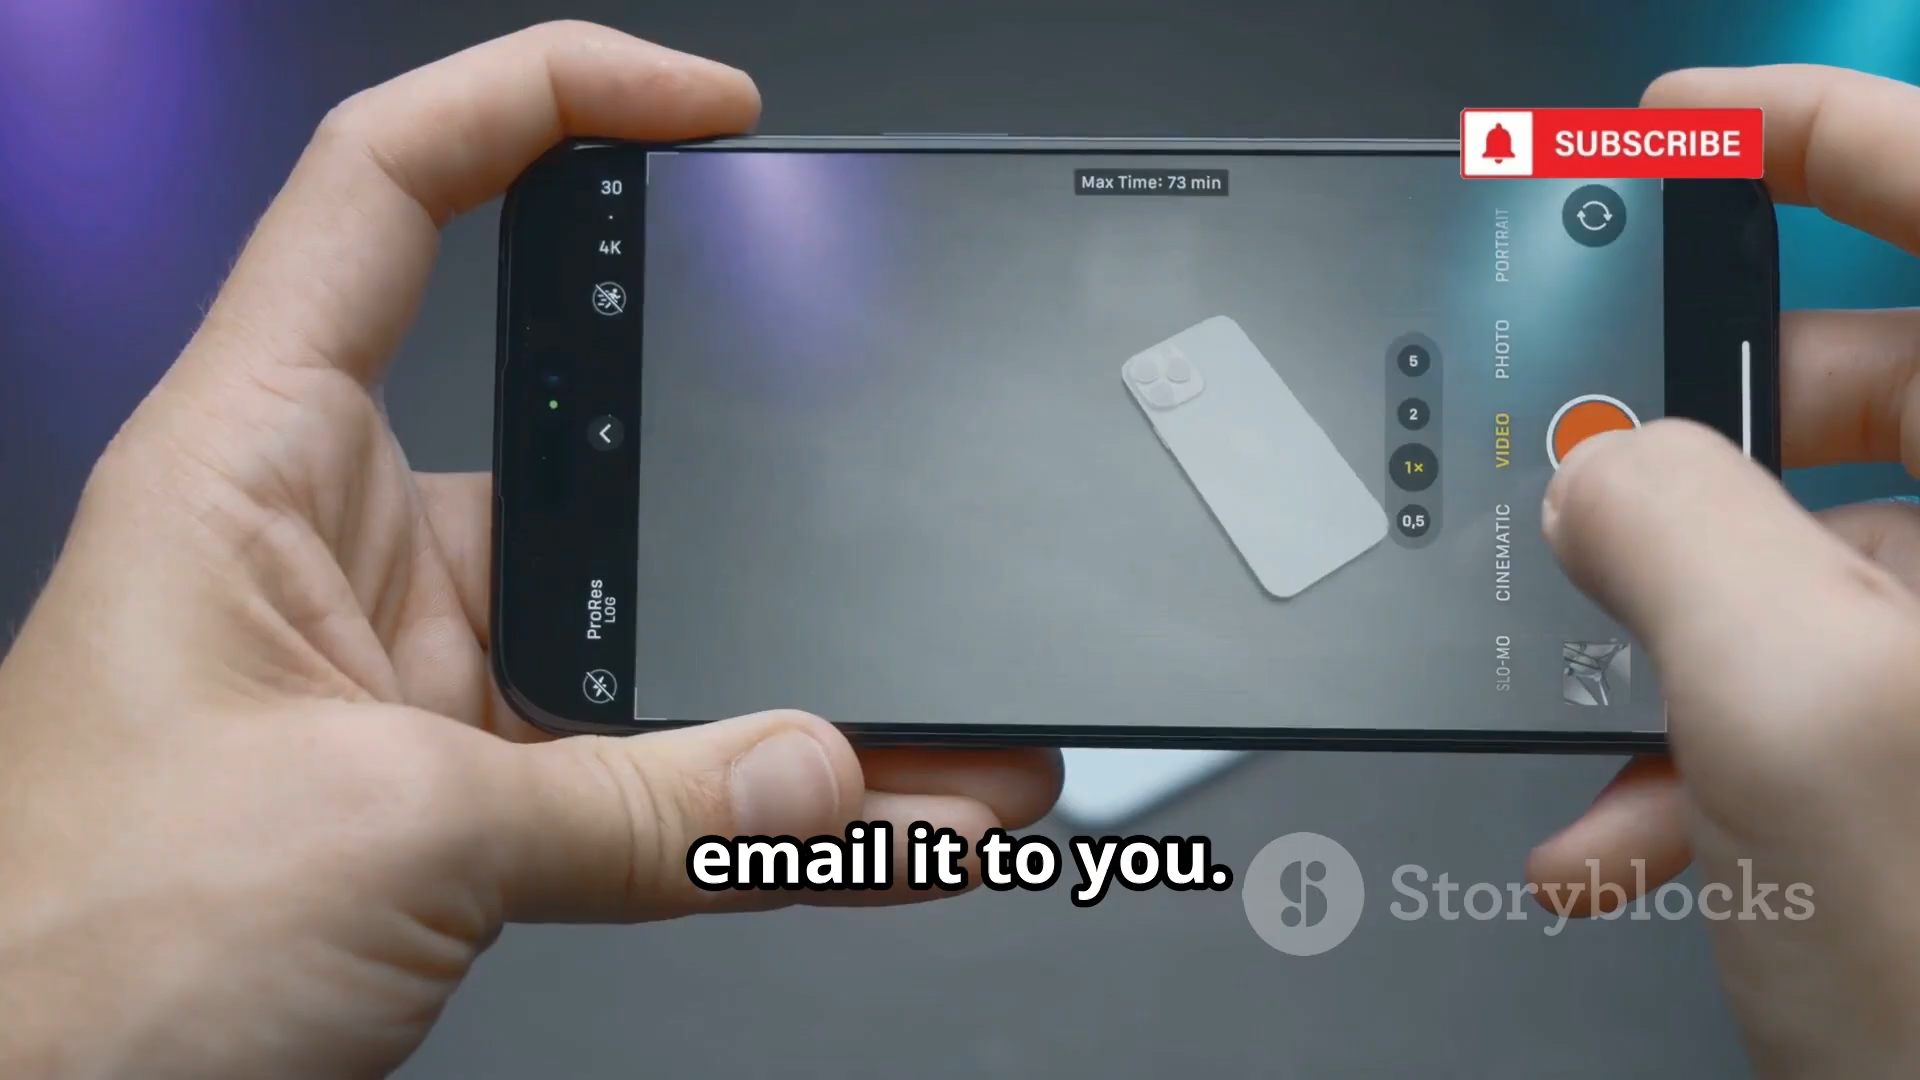 SUBSCRIBE
Max Time: 73 min
30
4K
ProRes
LOG
5
2
1×
0,5
PORTRAIT
PHOTO
VIDEO
CINEMATIC
SLO-MO
email it to you.
Storyblocks